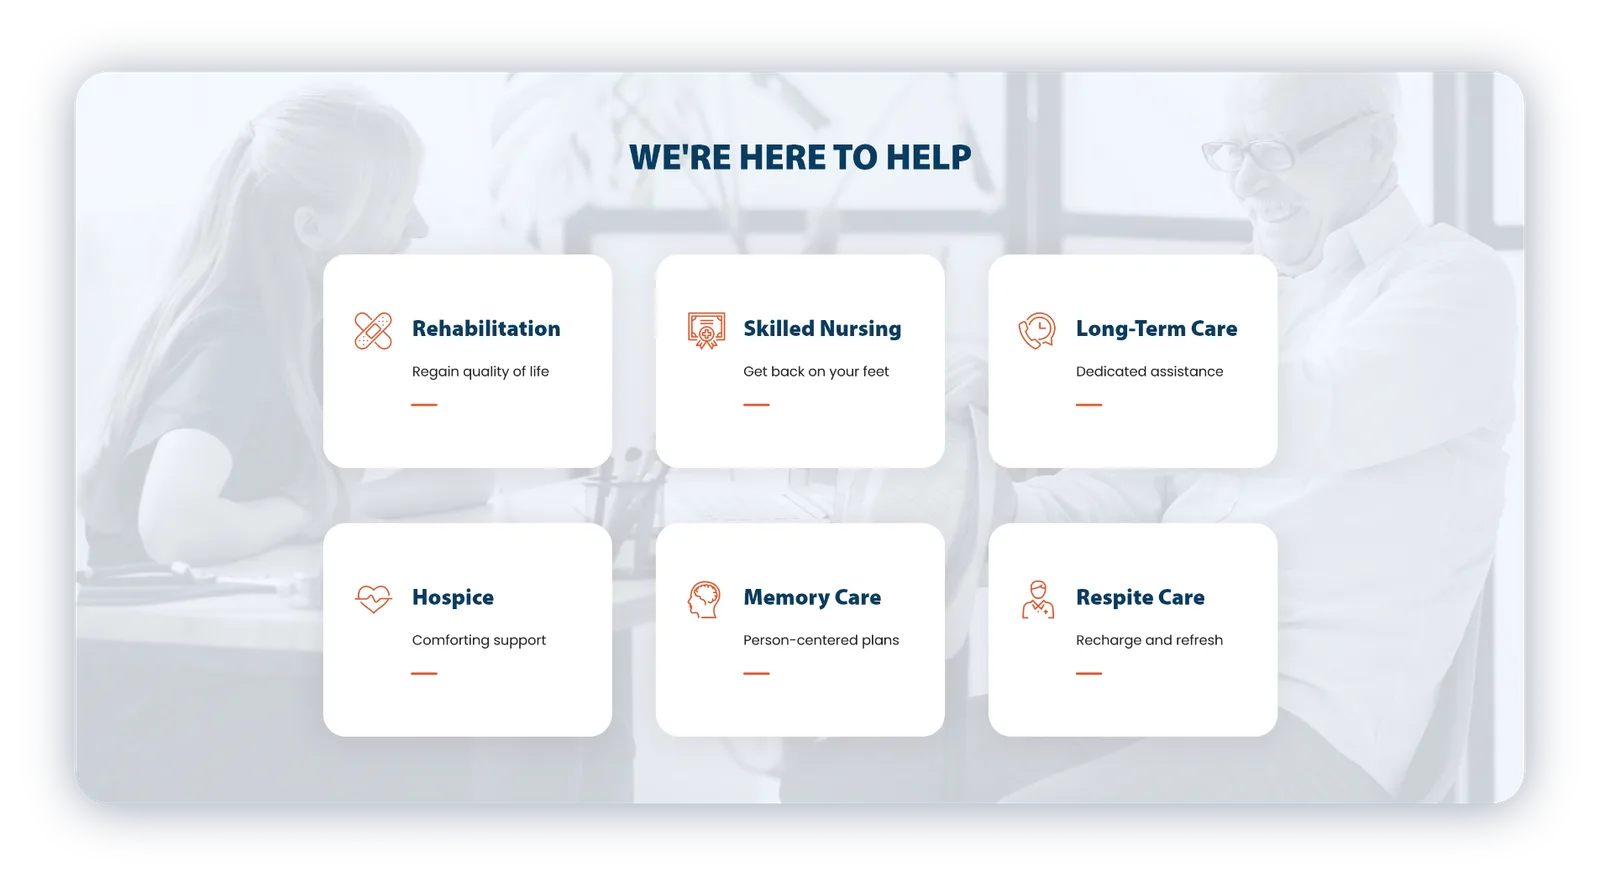 WE'RE HERE TO HELP
Rehabilitation
Regain quality of life
Skilled Nursing
Get back on your feet
Long-Term Care
Dedicated assistance
Hospice
Comforting support
Memory Care
Person-centered plans
Respite Care
Recharge and refresh